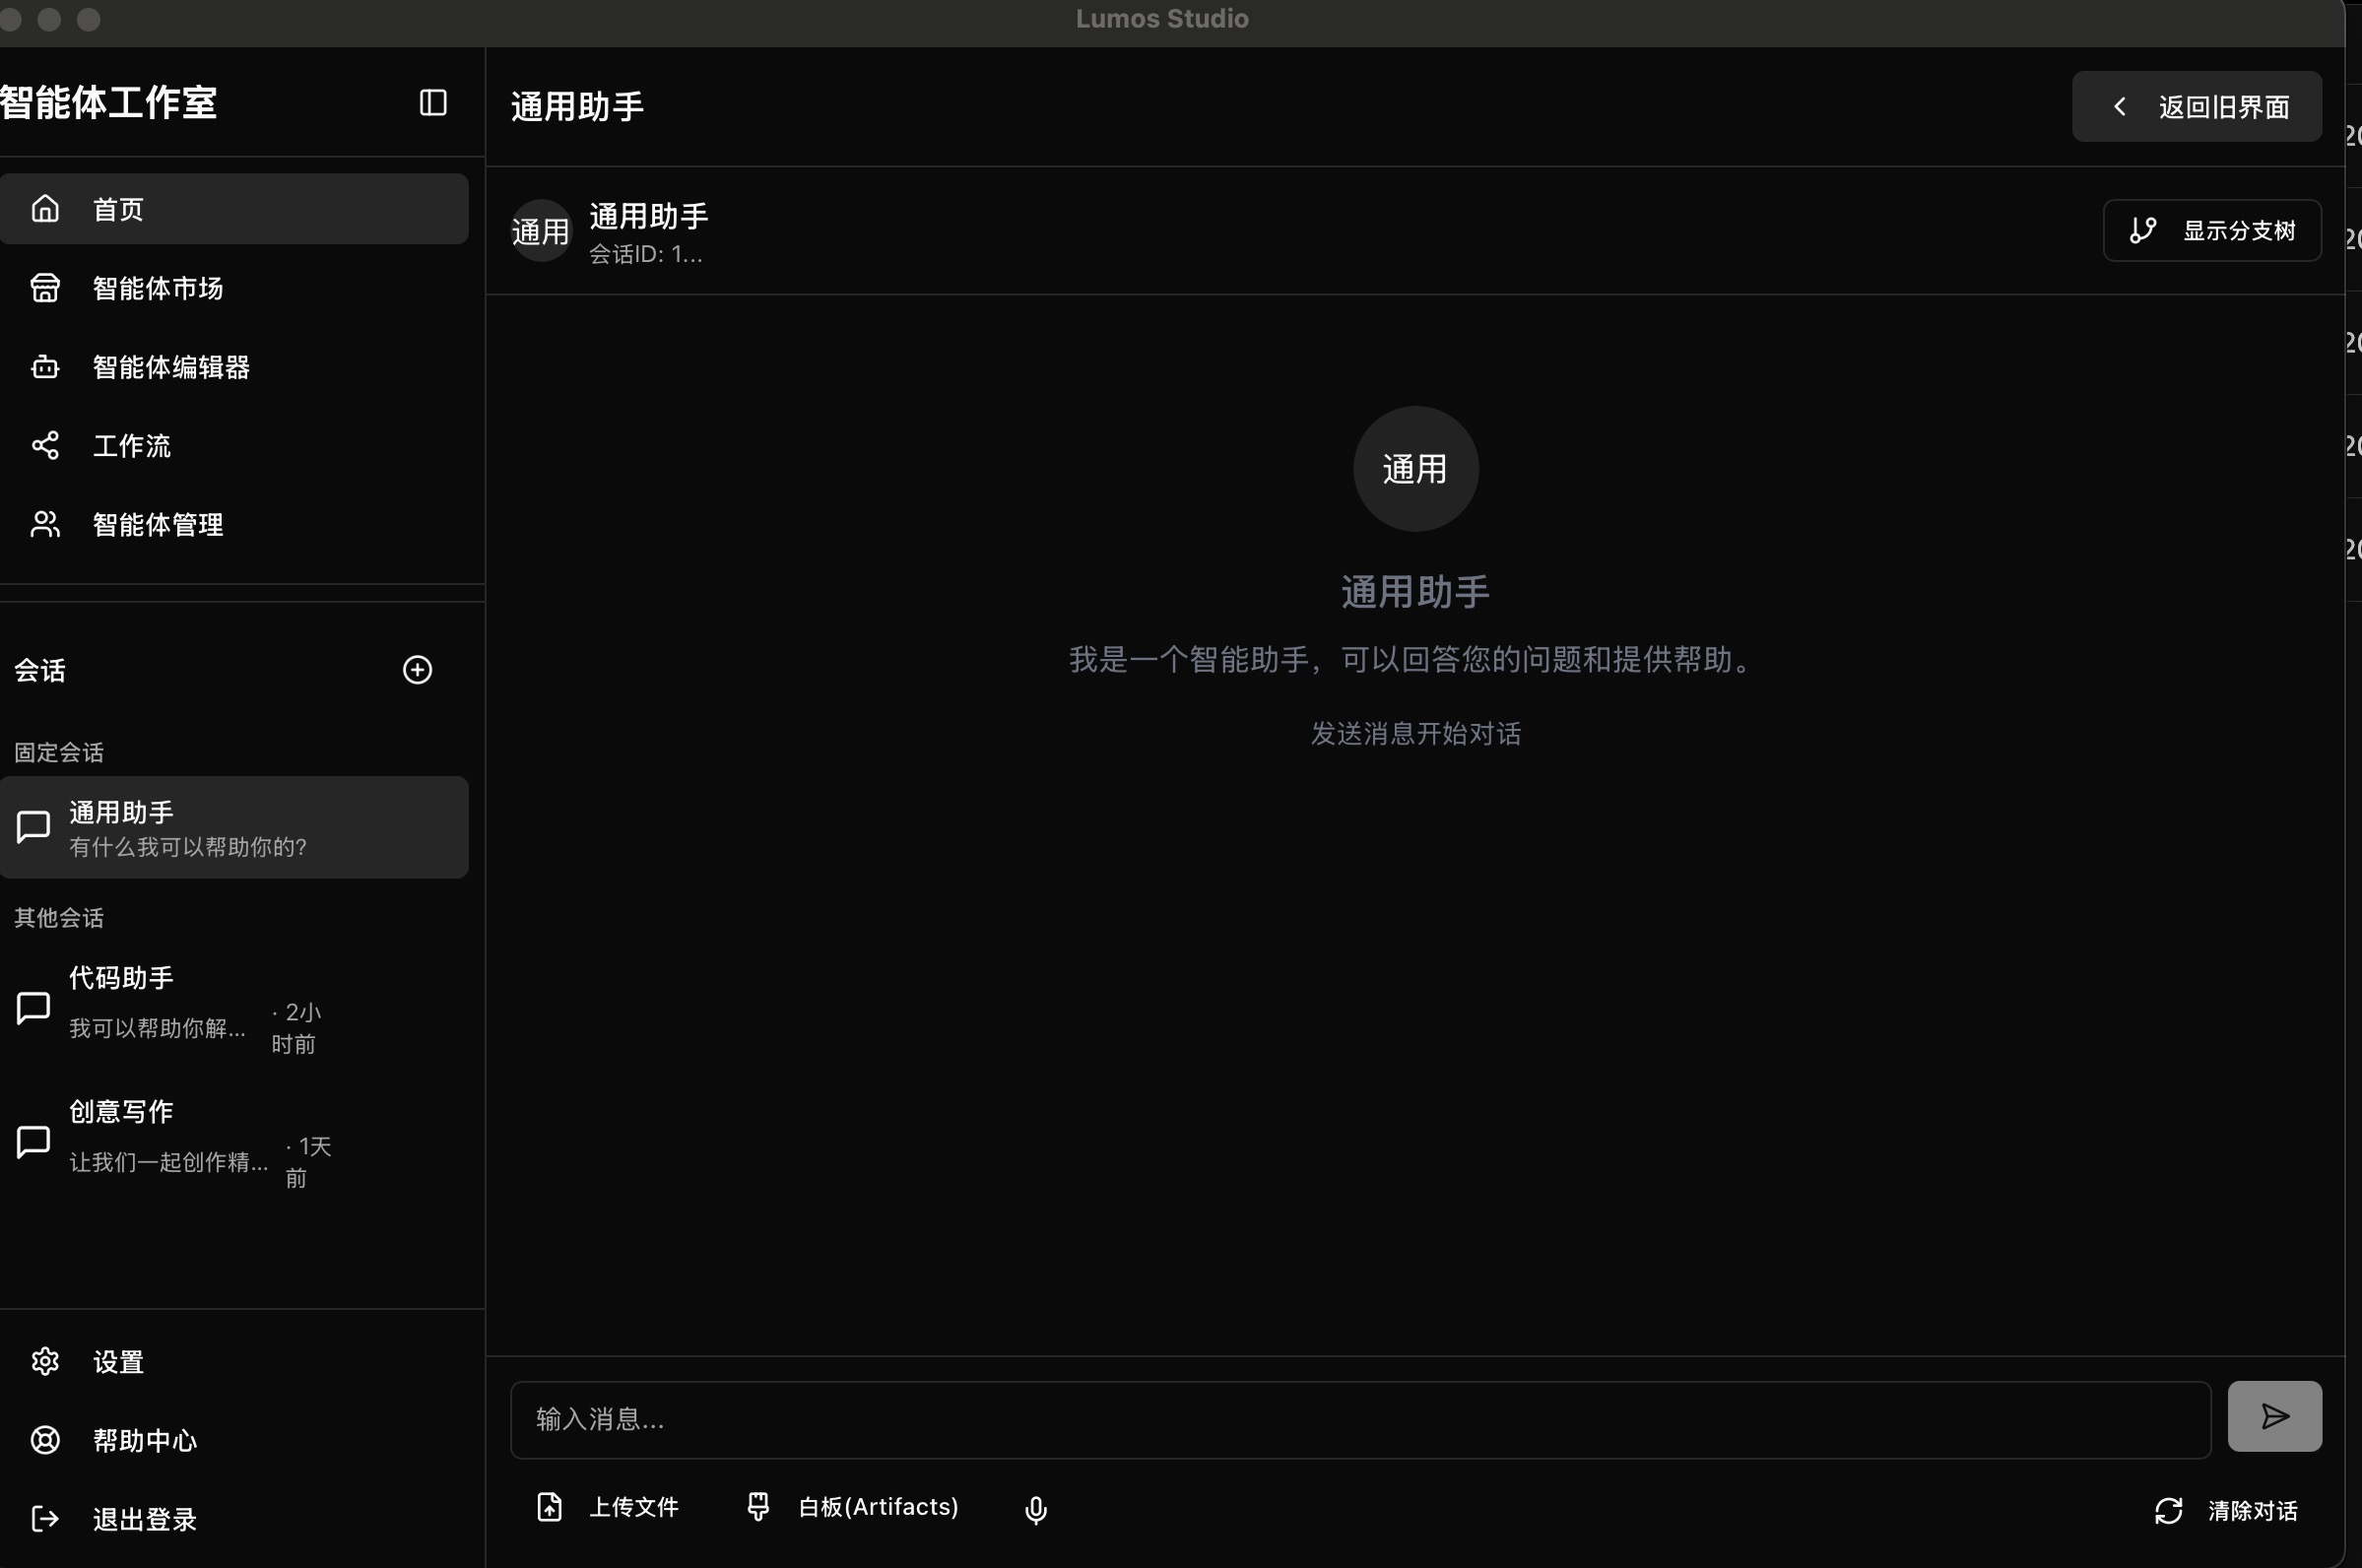 Lumos Studio
智能体工作室
首页
智能体市场
智能体编辑器
工作流
智能体管理
会话
固定会话
通用助手
有什么我可以帮助你的?
其他会话
代码助手
我可以帮助你解...
· 2小
时前
创意写作
让我们一起创作精...
· 1天
前
设置
帮助中心
退出登录
通用助手
返回旧界面
通用
通用助手
会话ID: 1...
显示分支树
通用
通用助手
我是一个智能助手，可以回答您的问题和提供帮助。
发送消息开始对话
输入消息...
上传文件
白板(Artifacts)
清除对话